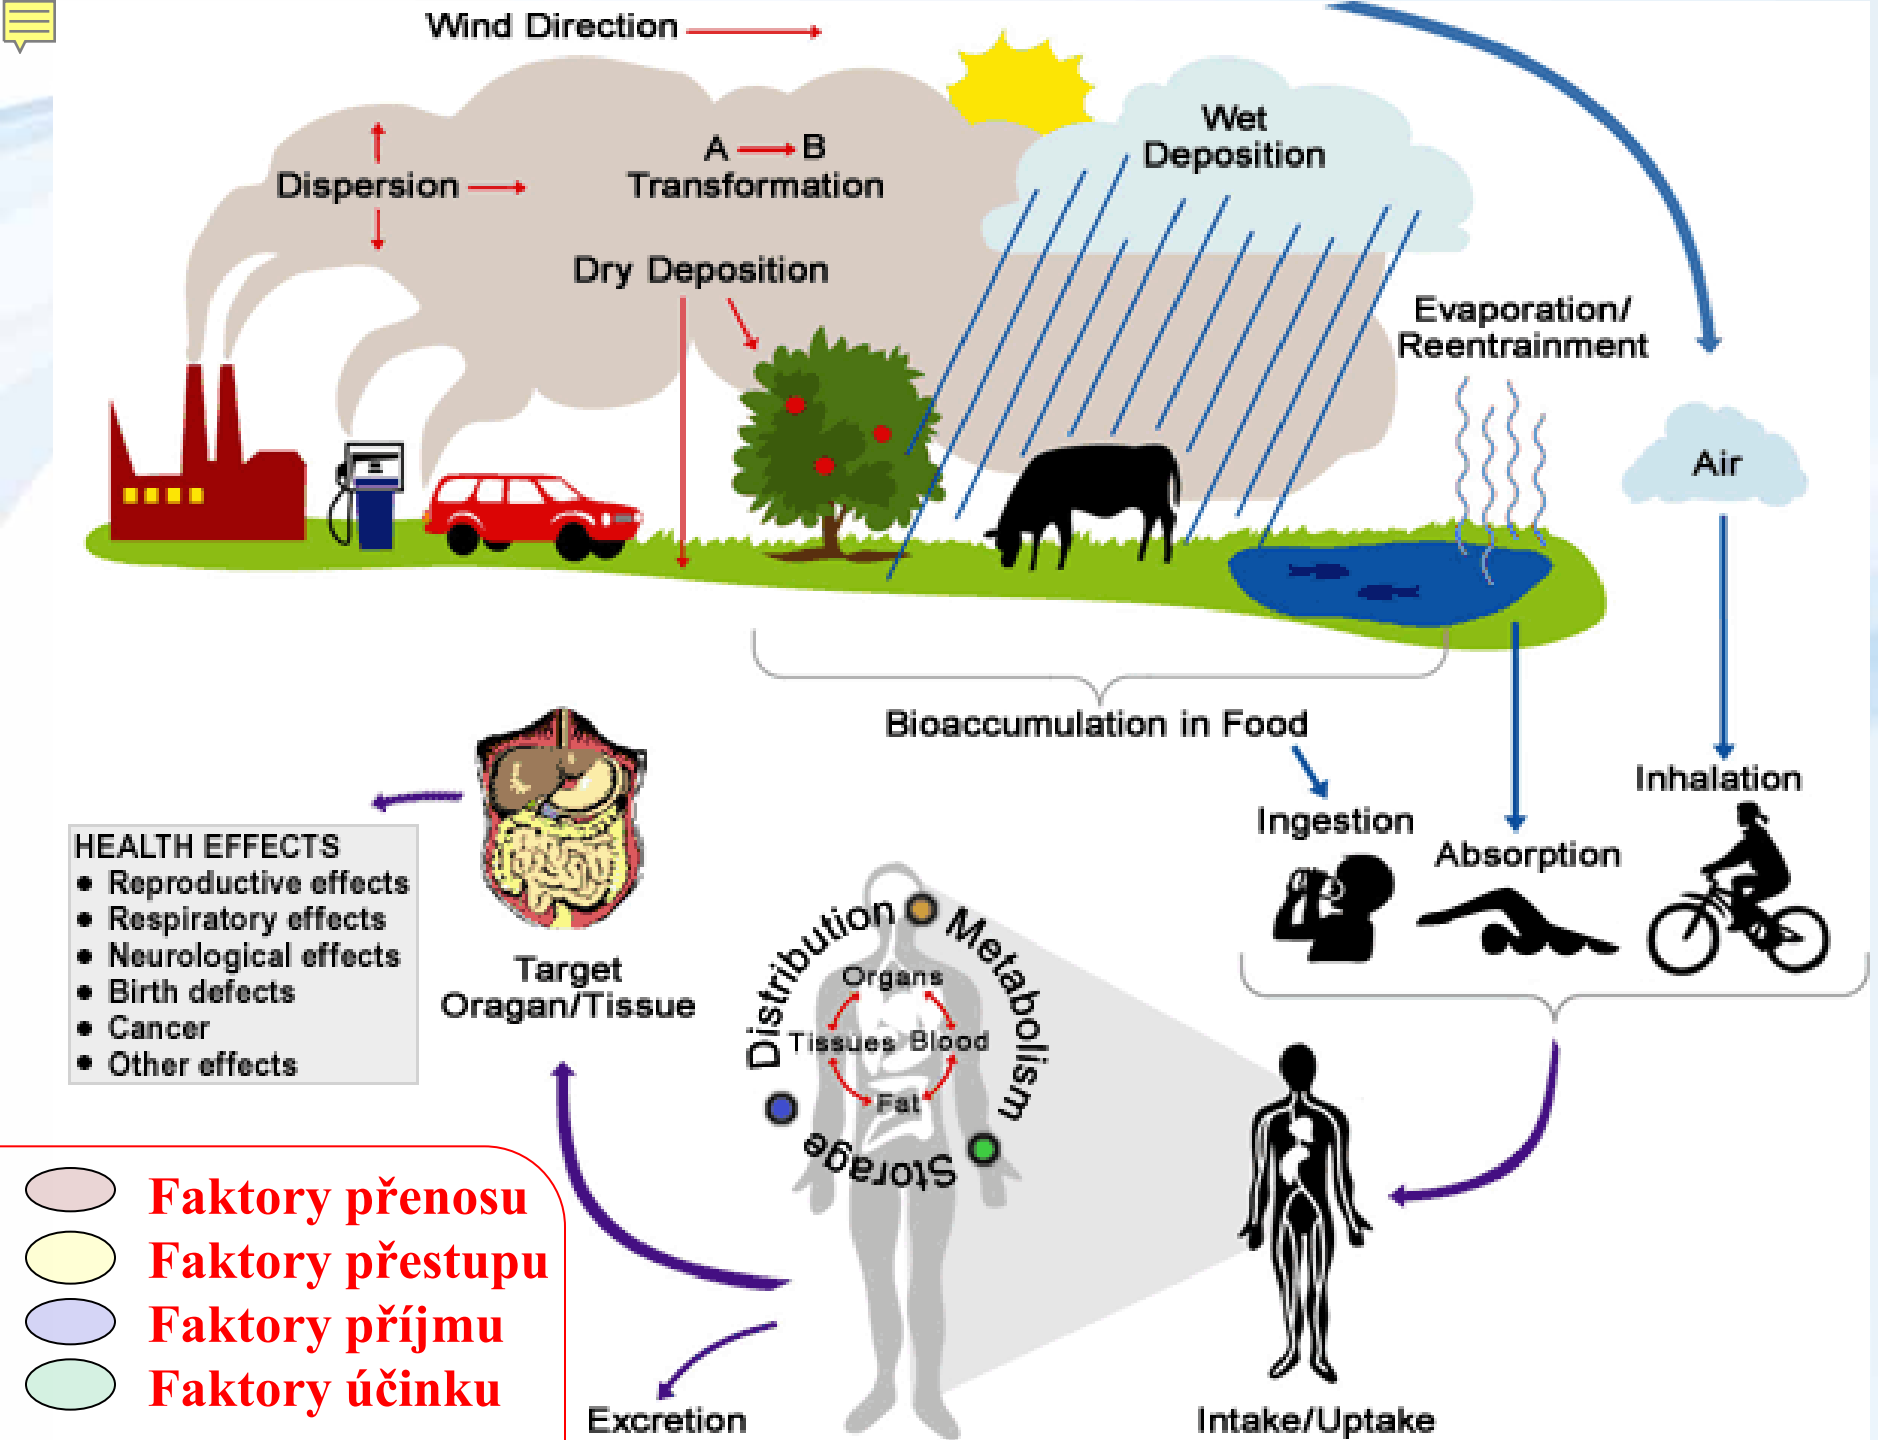 Wind Direction
Wet
Deposition
A B
Dispersion
Transformation
Dry Deposition
Evaporation/
Reentrainment
Air
Bioaccumulation in Food
Inhalation
Ingestion
Absorption
HEALTH EFFECTS
● Reproductive effects
● Respiratory effects
● Neurological effects
● Birth defects
● Cancer
● Other effects
Target
Oragan/Tissue
Distribution
Metabolism
Storage
Organs
Tissues Blood
Fat
Faktory přenosu
Faktory přestupu
Faktory příjmu
Faktory účinku
Excretion
Intake/Uptake